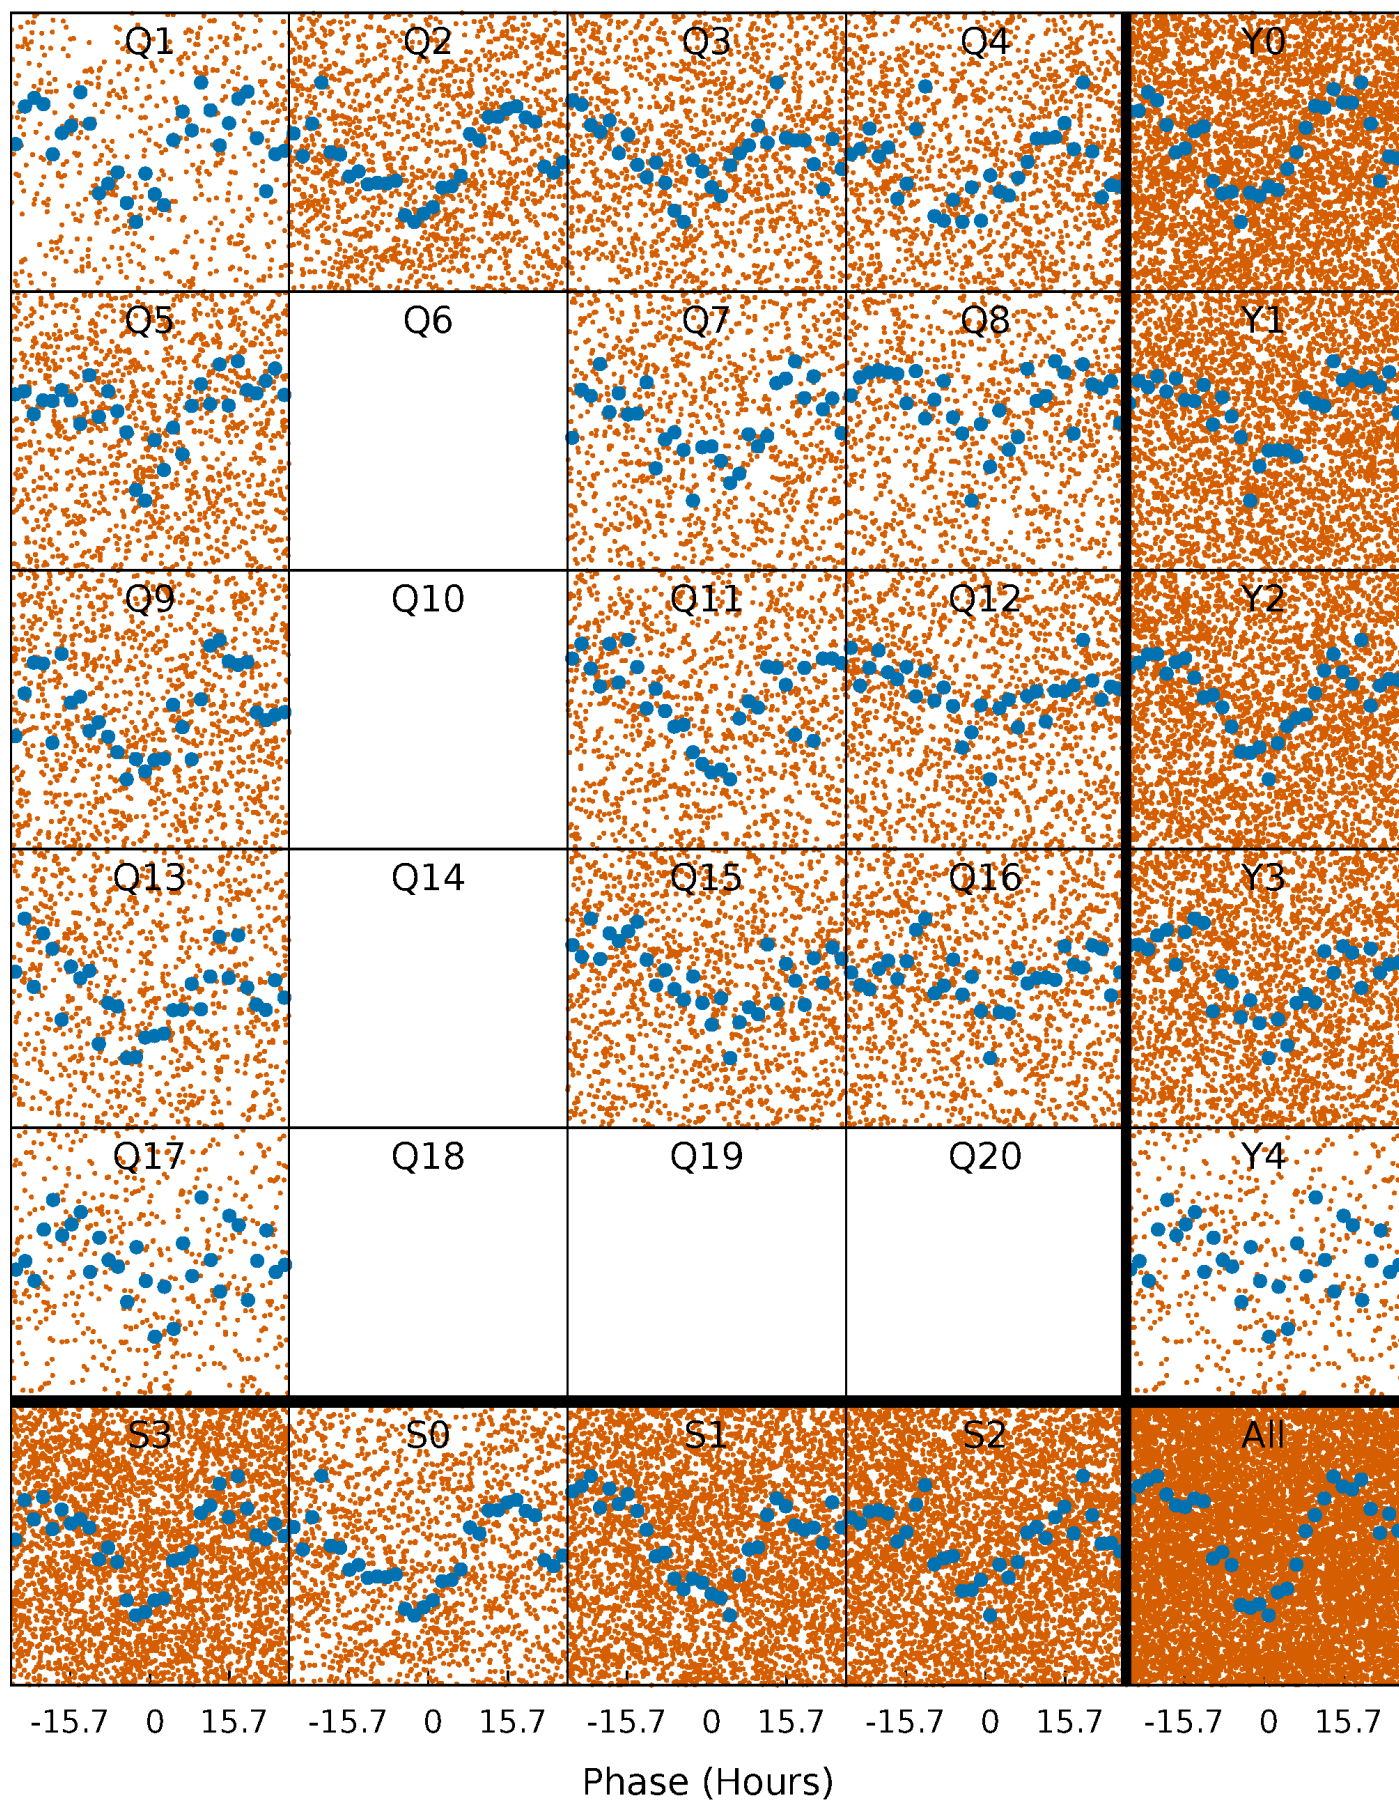 Q1 Q2 Q3 Q4 Y0
Q5 Q6 Q7 Q8 Y1
Q9 Q10 Q11 Q12 Y2
Q13 Q14 Q15 Q16 Y3
Q17 Q18 Q19 Q20 Y4
S3 S0 S1 S2 All
-15.7 0 15.7 -15.7 0 15.7 -15.7 0 15.7 -15.7 0 15.7 -15.7 0 15.7
Phase (Hours)